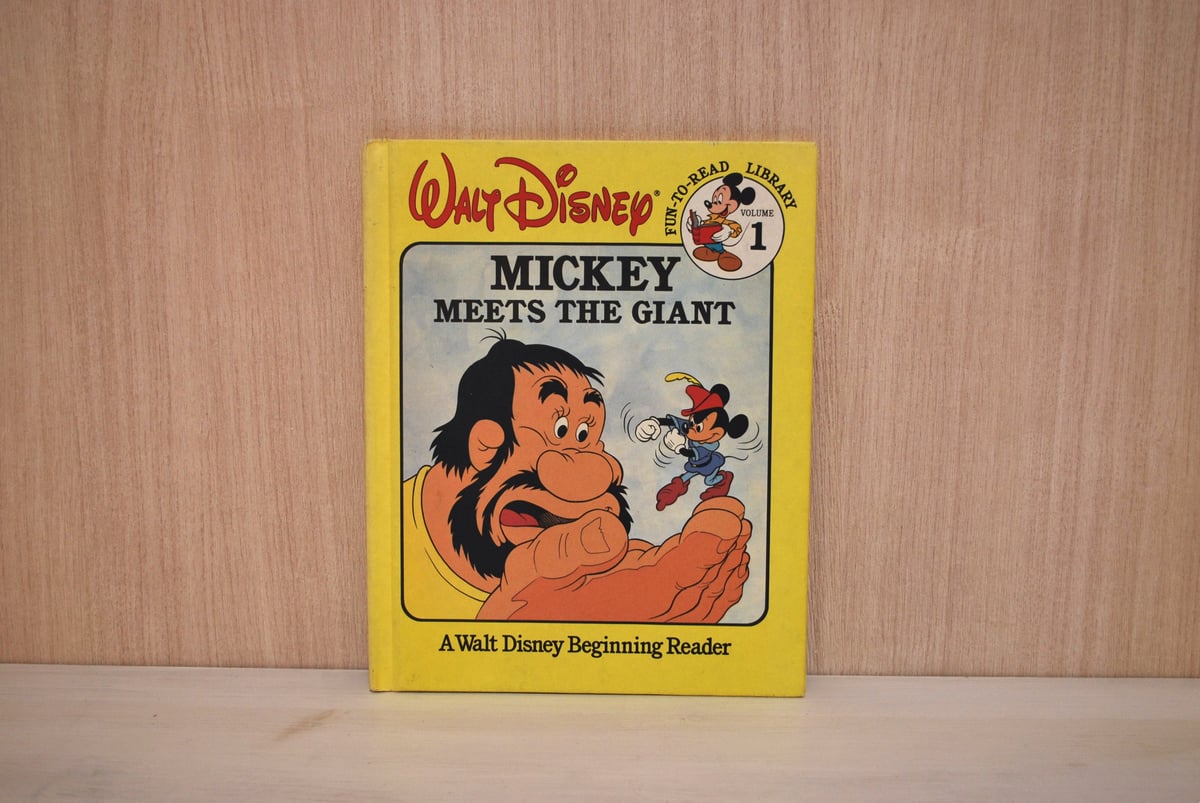 WALT DISNEY®
FUN-TO-READ LIBRARY
VOLUME
1
MICKEY
MEETS THE GIANT
A Walt Disney Beginning Reader